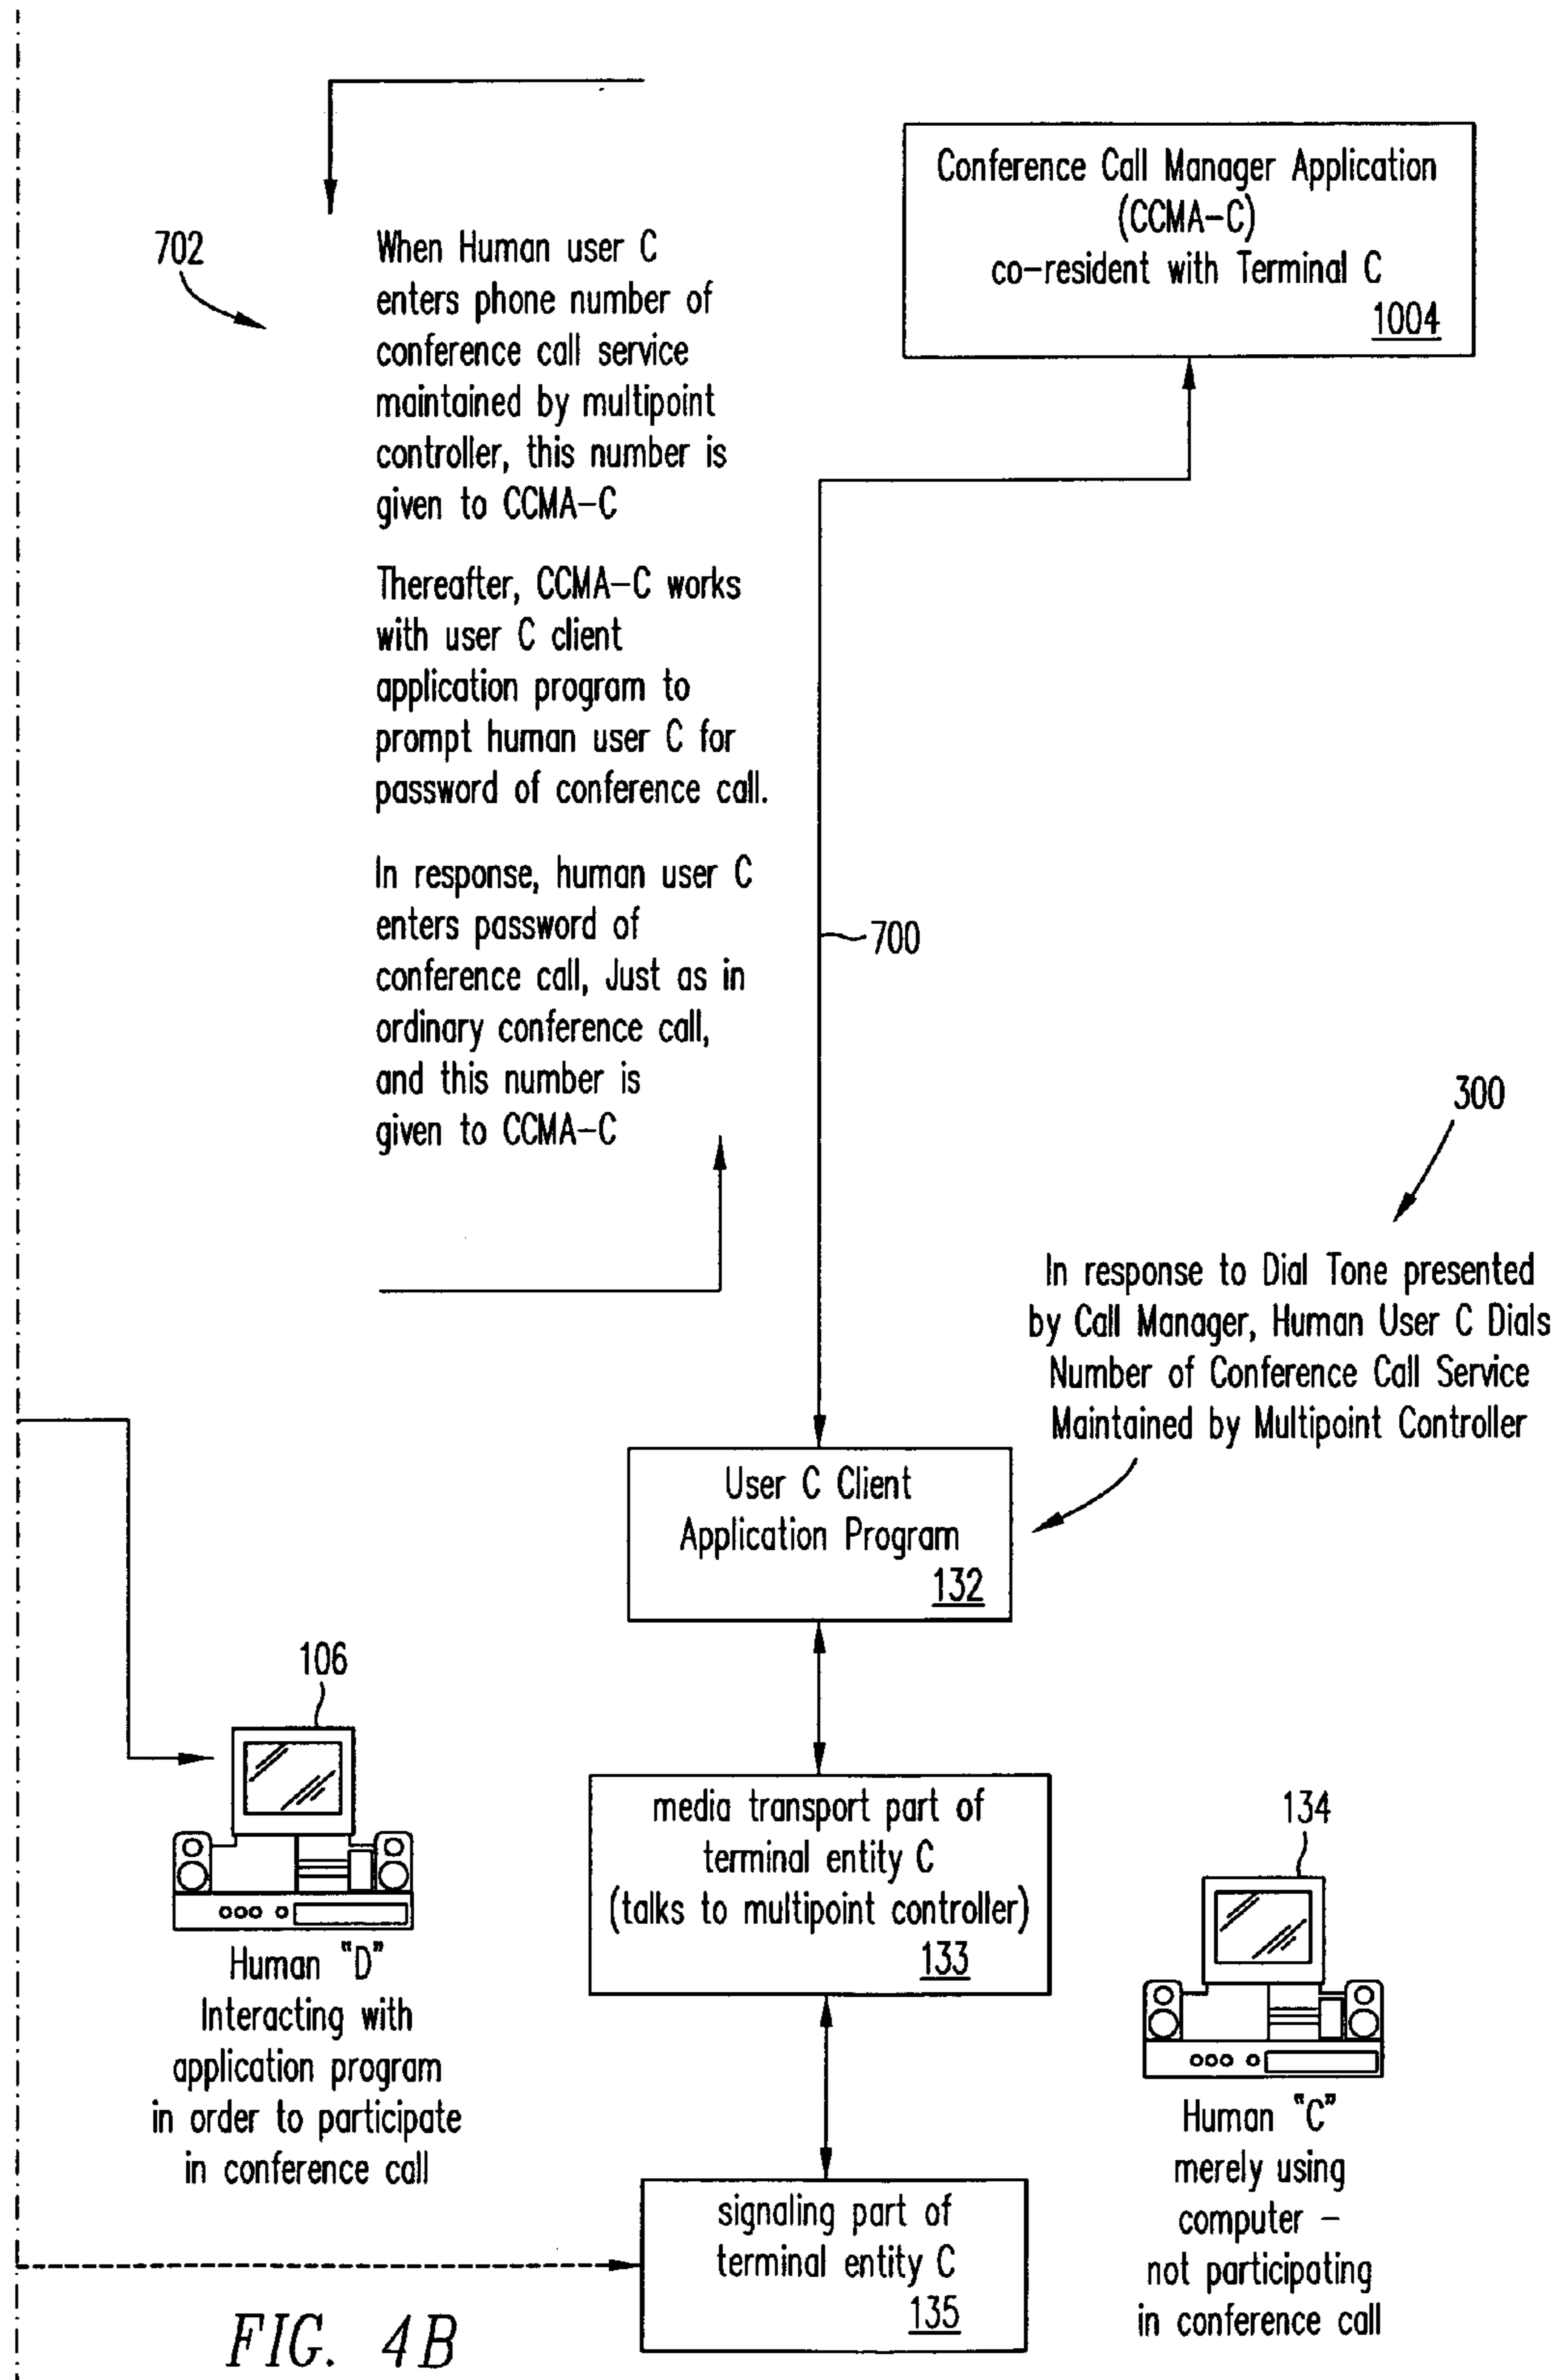 702
When Human user C
enters phone number of
conference call service
maintained by multipoint
controller, this number is
given to CCMA-C
Thereafter, CCMA-C works
with user C client
application program to
prompt human user C for
password of conference call.
In response, human user C
enters password of
conference call, Just as in
ordinary conference call,
and this number is
given to CCMA-C
Conference Call Manager Application
(CCMA-C)
co-resident with Terminal C
1004
700
300
In response to Dial Tone presented
by Call Manager, Human User C Dials
Number of Conference Call Service
Maintained by Multipoint Controller
User C Client
Application Program
132
106
Human "D"
Interacting with
application program
in order to participate
in conference call
media transport part of
terminal entity C
(talks to multipoint controller)
133
134
Human "C"
merely using
computer -
not participating
in conference call
signaling part of
terminal entity C
135
FIG. 4B